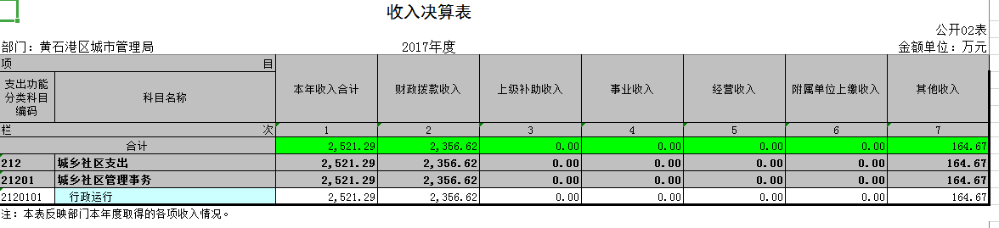 收入决算表
公开02表
部门：黄石港区城市管理局 2017年度 金额单位：万元
项 目 本年收入合计 财政拨款收入 上级补助收入 事业收入 经营收入 附属单位上缴收入 其他收入
支出功能分类科目编码 科目名称
栏 次 1 2 3 4 5 6 7
合计 2,521.29 2,356.62 0.00 0.00 0.00 0.00 164.67
212 城乡社区支出 2,521.29 2,356.62 0.00 0.00 0.00 0.00 164.67
21201 城乡社区管理事务 2,521.29 2,356.62 0.00 0.00 0.00 0.00 164.67
2120101 行政运行 2,521.29 2,356.62 0.00 0.00 0.00 0.00 164.67
注：本表反映部门本年度取得的各项收入情况。